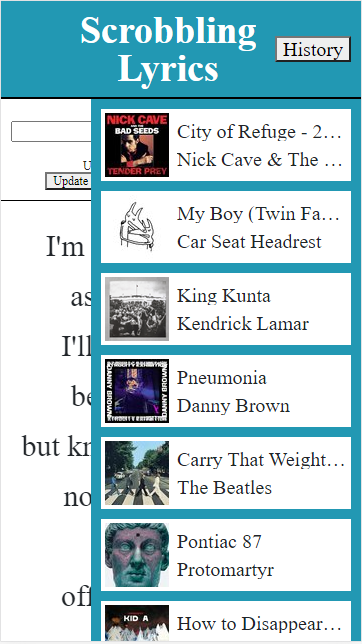 Scrobbling
Lyrics
History
U
Update
I'm
as
I'll
be
but kn
no
off
NICK CAVE
AND THE
BAD SEEDS
TENDER PREY
City of Refuge - 2...
Nick Cave & The ...
My Boy (Twin Fa...
Car Seat Headrest
King Kunta
Kendrick Lamar
DANNY BROWN
DANNY BROWN
Pneumonia
Danny Brown
Carry That Weight...
The Beatles
Pontiac 87
Protomartyr
KID A
How to Disappear...